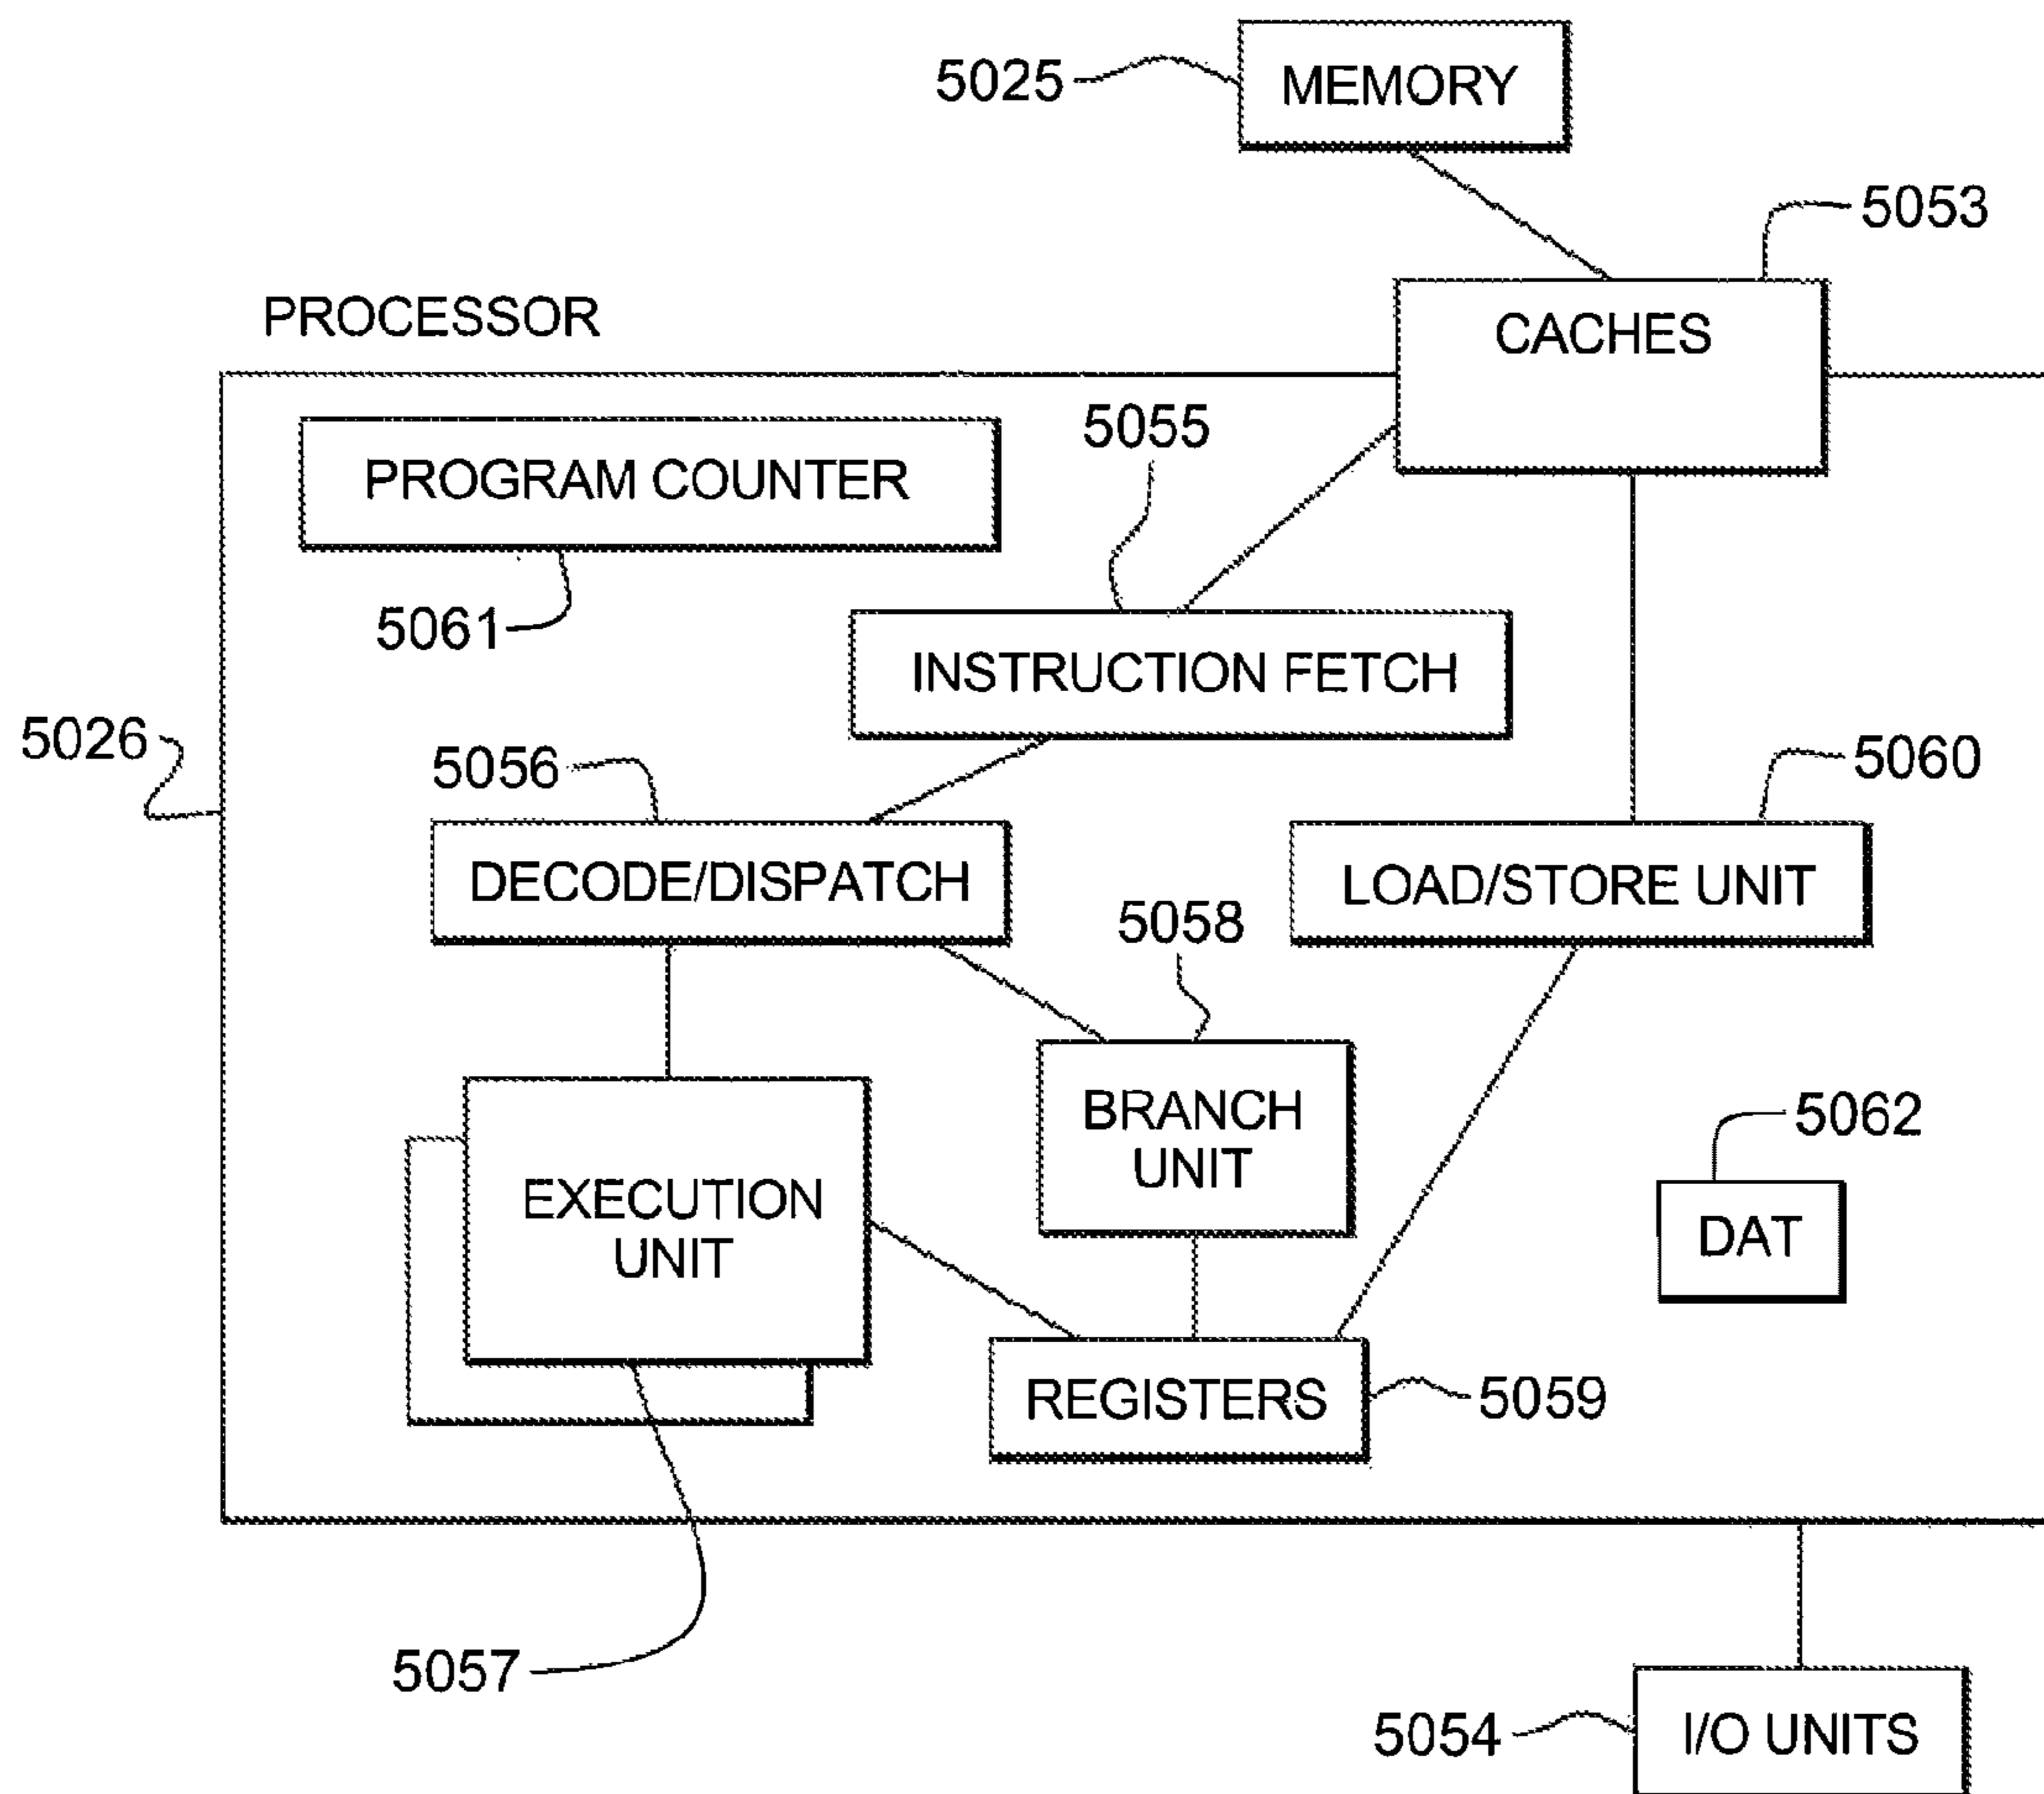 5025
MEMORY
5053
CACHES
PROCESSOR
5055
PROGRAM COUNTER
5061
INSTRUCTION FETCH
5026
5056
5060
DECODE/DISPATCH
LOAD/STORE UNIT
5058
BRANCH
UNIT
5062
EXECUTION
UNIT
DAT
REGISTERS
5059
5057
5054
I/O UNITS